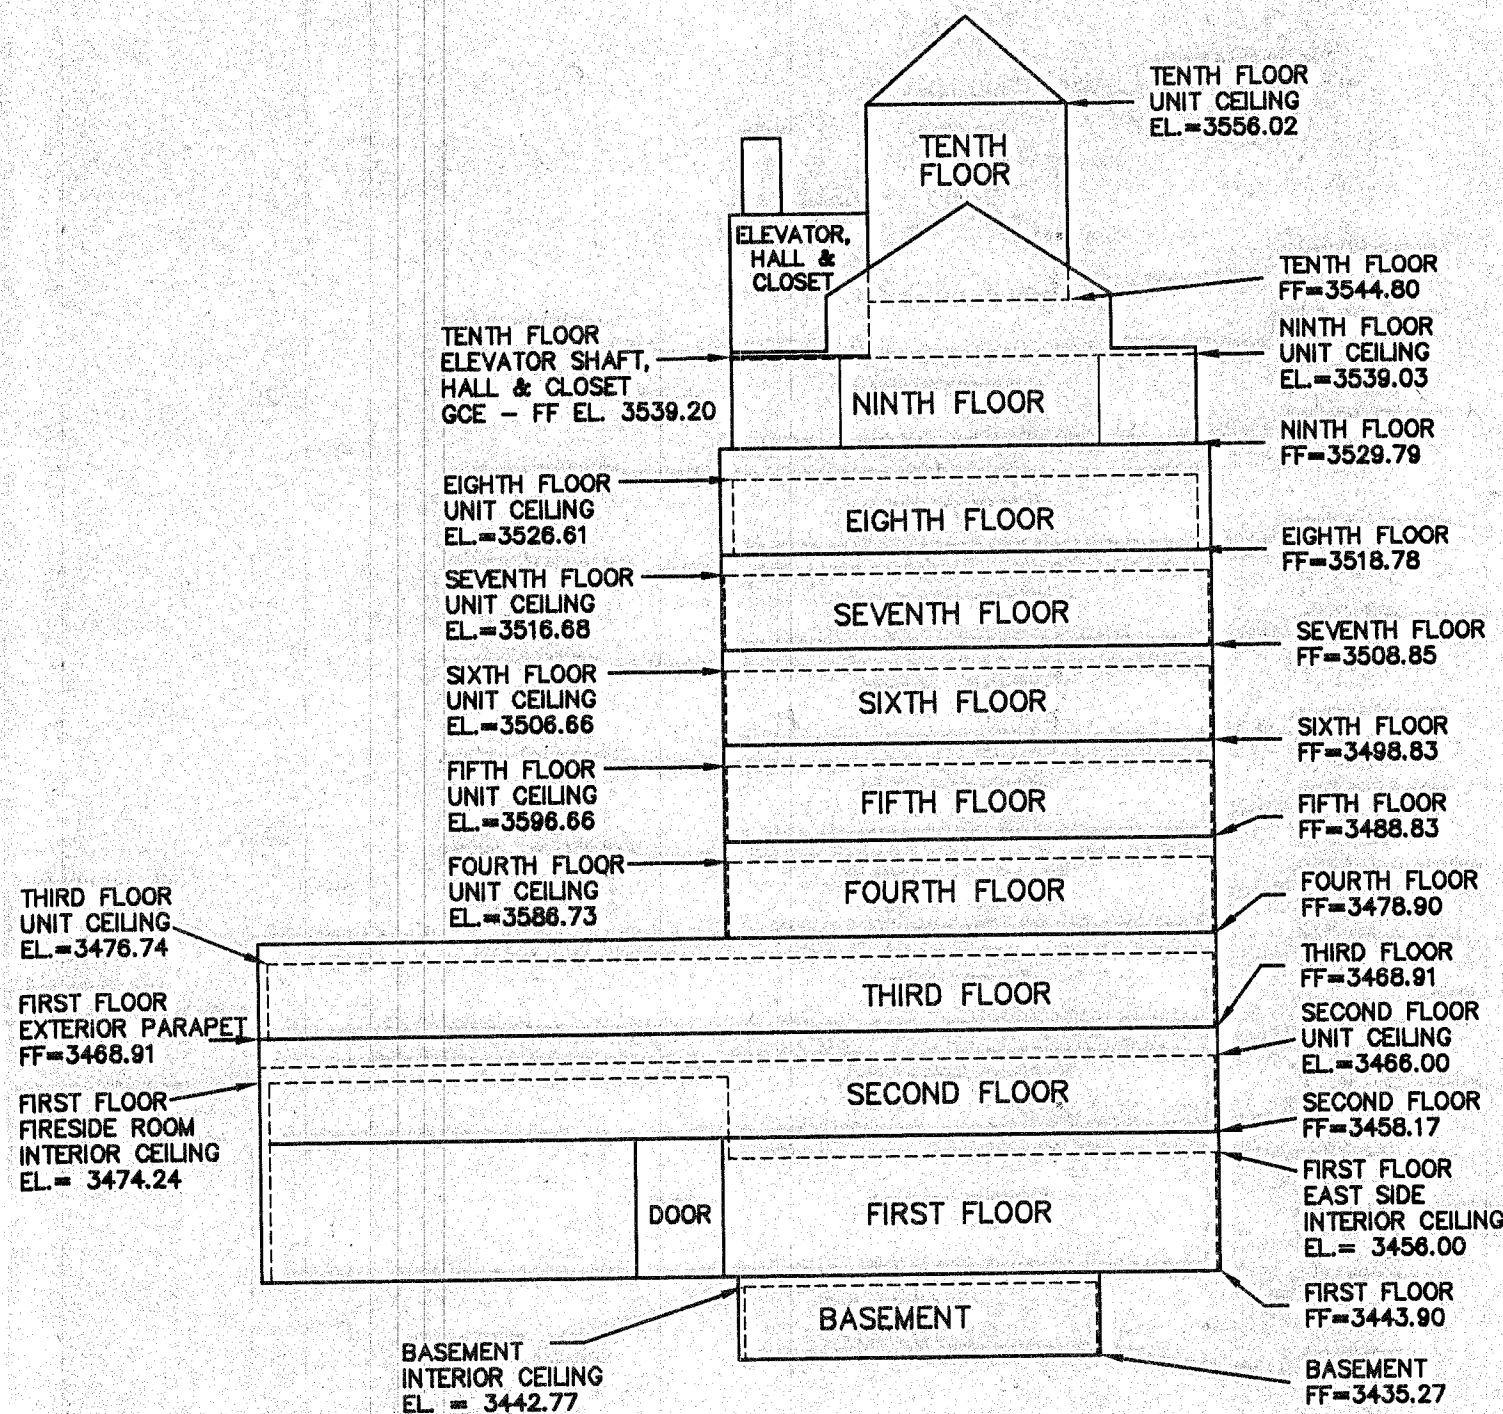 TENTH FLOOR
UNIT CEILING
EL.=3556.02
TENTH
FLOOR
ELEVATOR,
HALL &
CLOSET
TENTH FLOOR
FF=3544.80
TENTH FLOOR
ELEVATOR SHAFT,
HALL & CLOSET
GCE - FF EL. 3539.20
NINTH FLOOR
UNIT CEILING
EL.=3539.03
NINTH FLOOR
NINTH FLOOR
FF=3529.79
EIGHTH FLOOR
UNIT CEILING
EL.=3526.61
EIGHTH FLOOR
EIGHTH FLOOR
FF=3518.78
SEVENTH FLOOR
UNIT CEILING
EL.=3516.68
SEVENTH FLOOR
SEVENTH FLOOR
FF=3508.85
SIXTH FLOOR
UNIT CEILING
EL.=3506.66
SIXTH FLOOR
SIXTH FLOOR
FF=3498.83
FIFTH FLOOR
UNIT CEILING
EL.=3596.66
FIFTH FLOOR
FIFTH FLOOR
FF=3488.83
FOURTH FLOOR
UNIT CEILING
EL.=3586.73
FOURTH FLOOR
FOURTH FLOOR
FF=3478.90
THIRD FLOOR
UNIT CEILING
EL.=3476.74
THIRD FLOOR
THIRD FLOOR
FF=3468.91
FIRST FLOOR
EXTERIOR PARAPET
FF=3468.91
SECOND FLOOR
UNIT CEILING
EL.=3466.00
SECOND FLOOR
SECOND FLOOR
FF=3458.17
FIRST FLOOR
FIRESIDE ROOM
INTERIOR CEILING
EL.= 3474.24
DOOR
FIRST FLOOR
FIRST FLOOR
EAST SIDE
INTERIOR CEILING
EL.= 3456.00
FIRST FLOOR
FF=3443.90
BASEMENT
BASEMENT
INTERIOR CEILING
EL. = 3442.77
BASEMENT
FF=3435.27